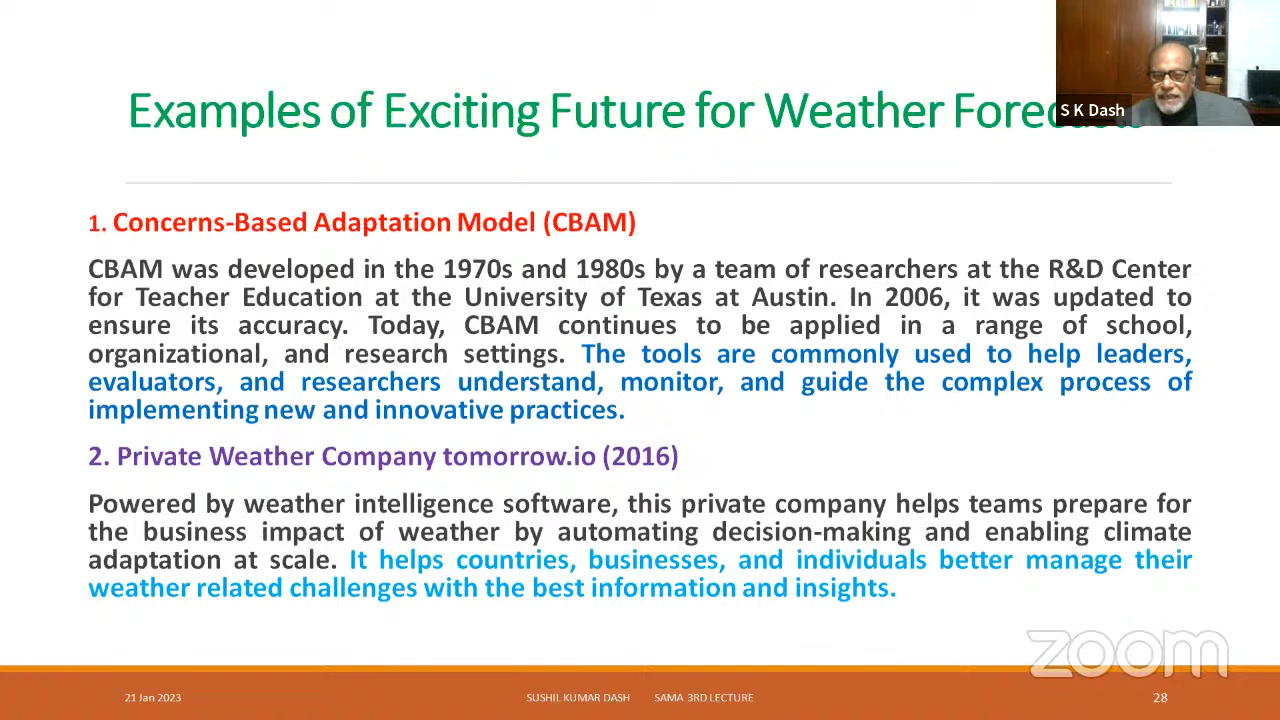 Examples of Exciting Future for Weather
S K Dash
1. Concerns-Based Adaptation Model (CBAM)
CBAM was developed in the 1970s and 1980s by a team of researchers at the R&D Center
for Teacher Education at the University of Texas at Austin. In 2006, it was updated to
ensure its accuracy. Today, CBAM continues to be applied in a range of school,
organizational, and research settings. The tools are commonly used to help leaders,
evaluators, and researchers understand, monitor, and guide the complex process of
implementing new and innovative practices.
2. Private Weather Company tomorrow.io (2016)
Powered by weather intelligence software, this private company helps teams prepare for
the business impact of weather by automating decision-making and enabling climate
adaptation at scale. It helps countries, businesses, and individuals better manage their
weather related challenges with the best information and insights.
zoom
21 Jan 2023 SUSHIL KUMAR DASH SAMA 3RD LECTURE 28